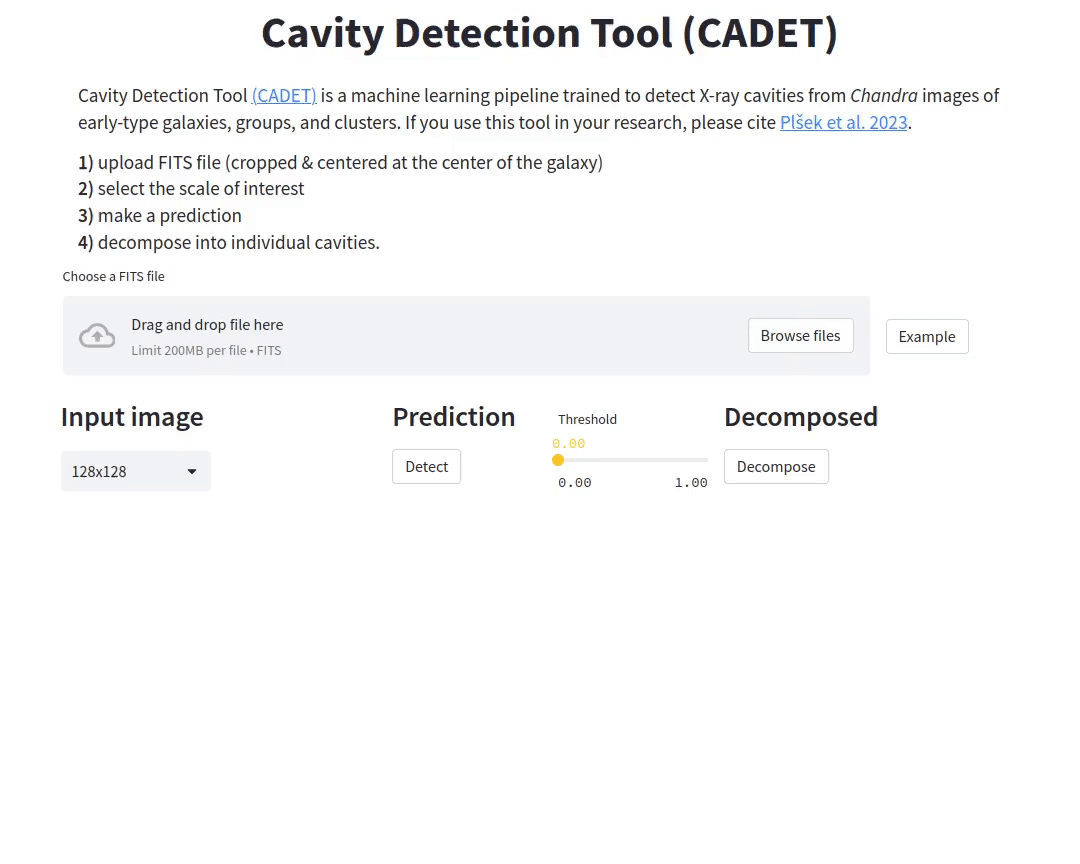 Cavity Detection Tool (CADET)
Cavity Detection Tool (CADET) is a machine learning pipeline trained to detect X-ray cavities from Chandra images of
early-type galaxies, groups, and clusters. If you use this tool in your research, please cite Plšek et al. 2023.
1) upload FITS file (cropped & centered at the center of the galaxy)
2) select the scale of interest
3) make a prediction
4) decompose into individual cavities.
Choose a FITS file
Drag and drop file here
Limit 200MB per file • FITS
Browse files
Example
Input image
128x128
Prediction
Detect
Threshold
0.00
0.00 1.00
Decomposed
Decompose